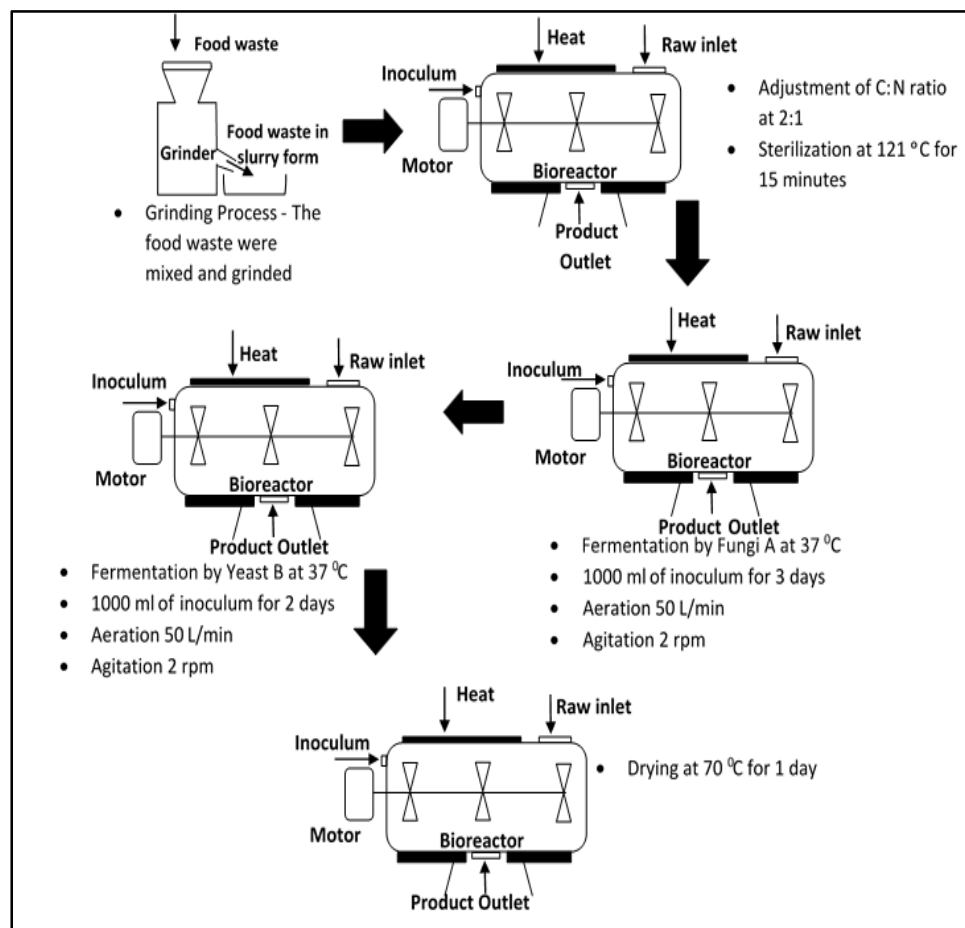 Food waste
Grinder
Food waste in
slurry form
• Grinding Process - The
food waste were
mixed and grinded
Heat
Raw inlet
Inoculum
Motor
Bioreactor
Product
Outlet
• Adjustment of C:N ratio
at 2:1
• Sterilization at 121 °C for
15 minutes
Heat
Raw inlet
Inoculum
Motor
Bioreactor
Product Outlet
• Fermentation by Fungi A at 37 ⁰C
• 1000 ml of inoculum for 3 days
• Aeration 50 L/min
• Agitation 2 rpm
Heat
Raw inlet
Inoculum
Motor
Bioreactor
Product Outlet
• Fermentation by Yeast B at 37 ⁰C
• 1000 ml of inoculum for 2 days
• Aeration 50 L/min
• Agitation 2 rpm
Heat
Raw inlet
Inoculum
Motor
Bioreactor
Product Outlet
• Drying at 70 ⁰C for 1 day